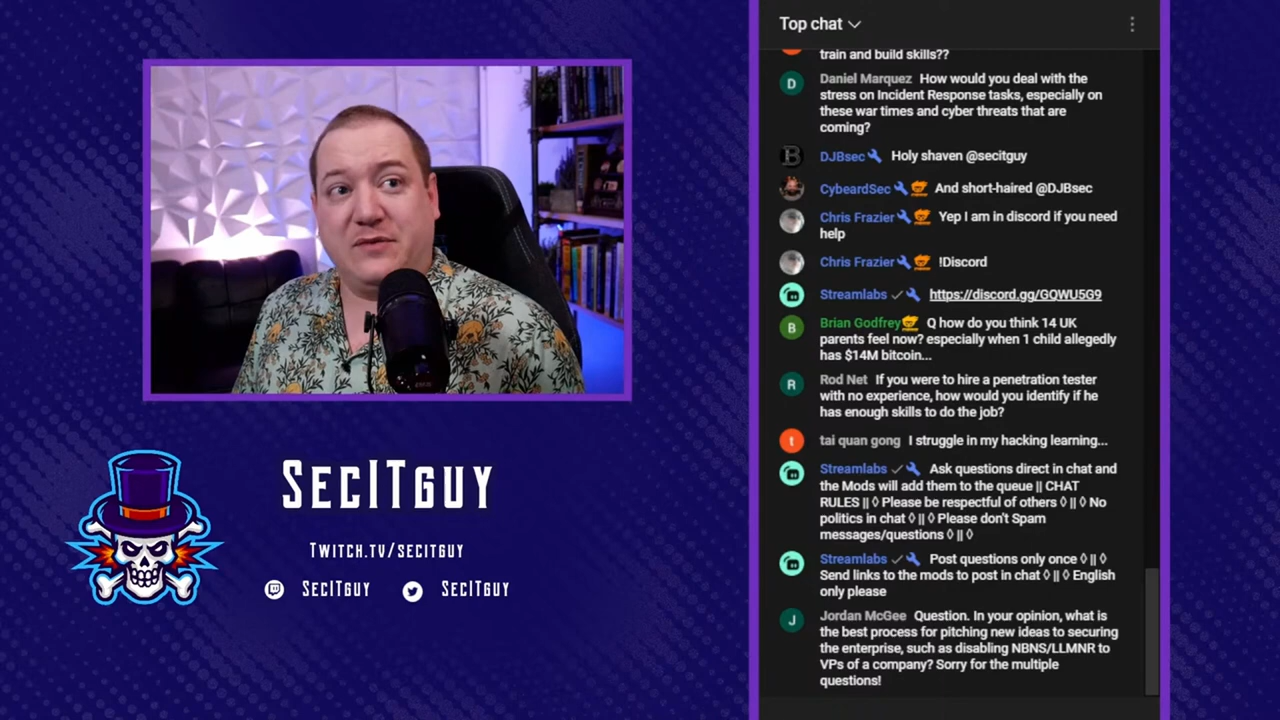 Top chat
train and build skills??
D
Daniel Marquez How would you deal with the
stress on Incident Response tasks, especially on
these war times and cyber threats that are
coming?
B
DJBsec Holy shaven @secitguy
CybeardSec And short-haired @DJBsec
Chris Frazier Yep I am in discord if you need
help
Chris Frazier !Discord
Streamlabs https://discord.gg/GQWU5G9
B
Brian Godfrey Q how do you think 14 UK
parents feel now? especially when 1 child allegedly
has $14M bitcoin...
R
Rod Net If you were to hire a penetration tester
with no experience, how would you identify if he
has enough skills to do the job?
t
tai quan gong I struggle in my hacking learning...
Streamlabs Ask questions direct in chat and
the Mods will add them to the queue || CHAT
RULES || ◊ Please be respectful of others ◊ || ◊ No
politics in chat ◊ || ◊ Please don't Spam
messages/questions ◊ || ◊
Streamlabs Post questions only once ◊ || ◊
Send links to the mods to post in chat ◊ || ◊ English
only please
J
Jordan McGee Question. In your opinion, what is
the best process for pitching new ideas to securing
the enterprise, such as disabling NBNS/LLMNR to
VPs of a company? Sorry for the multiple
questions!
SecITguy
Twitch.tv/secitguy
SecITguy SecITguy